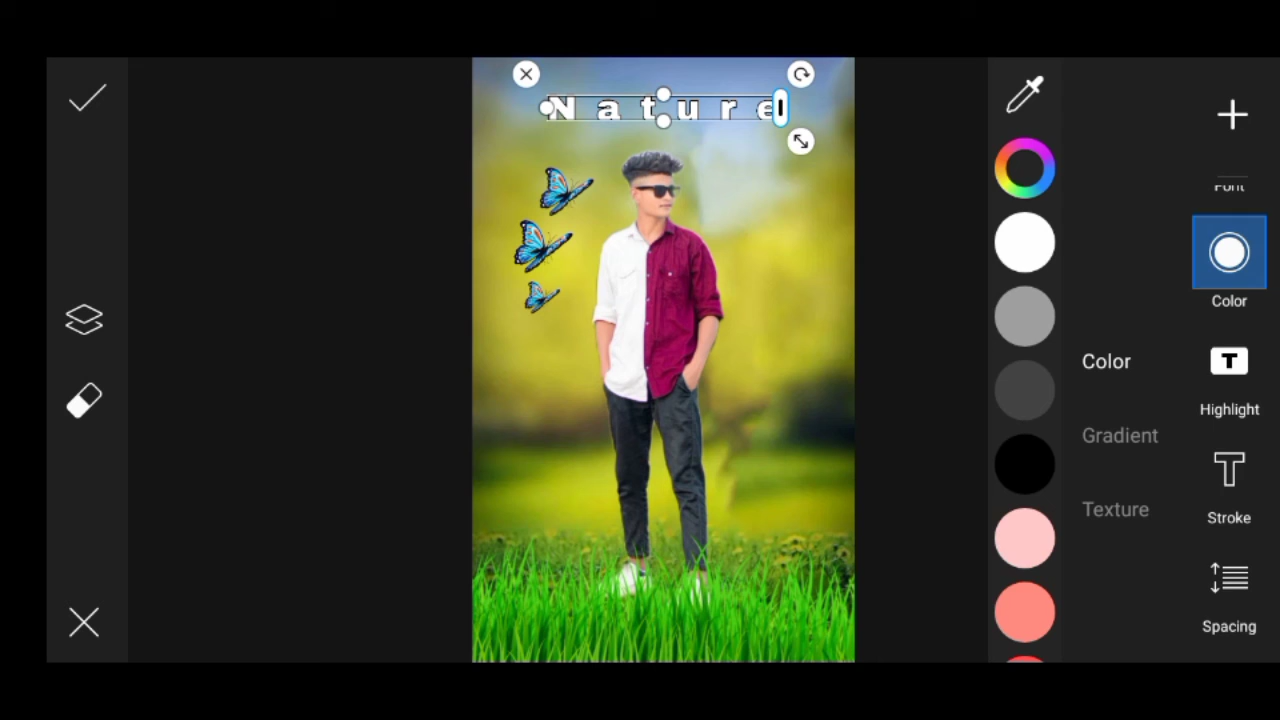 Nature
Font
Color
Color
Highlight
Gradient
Stroke
Texture
Spacing